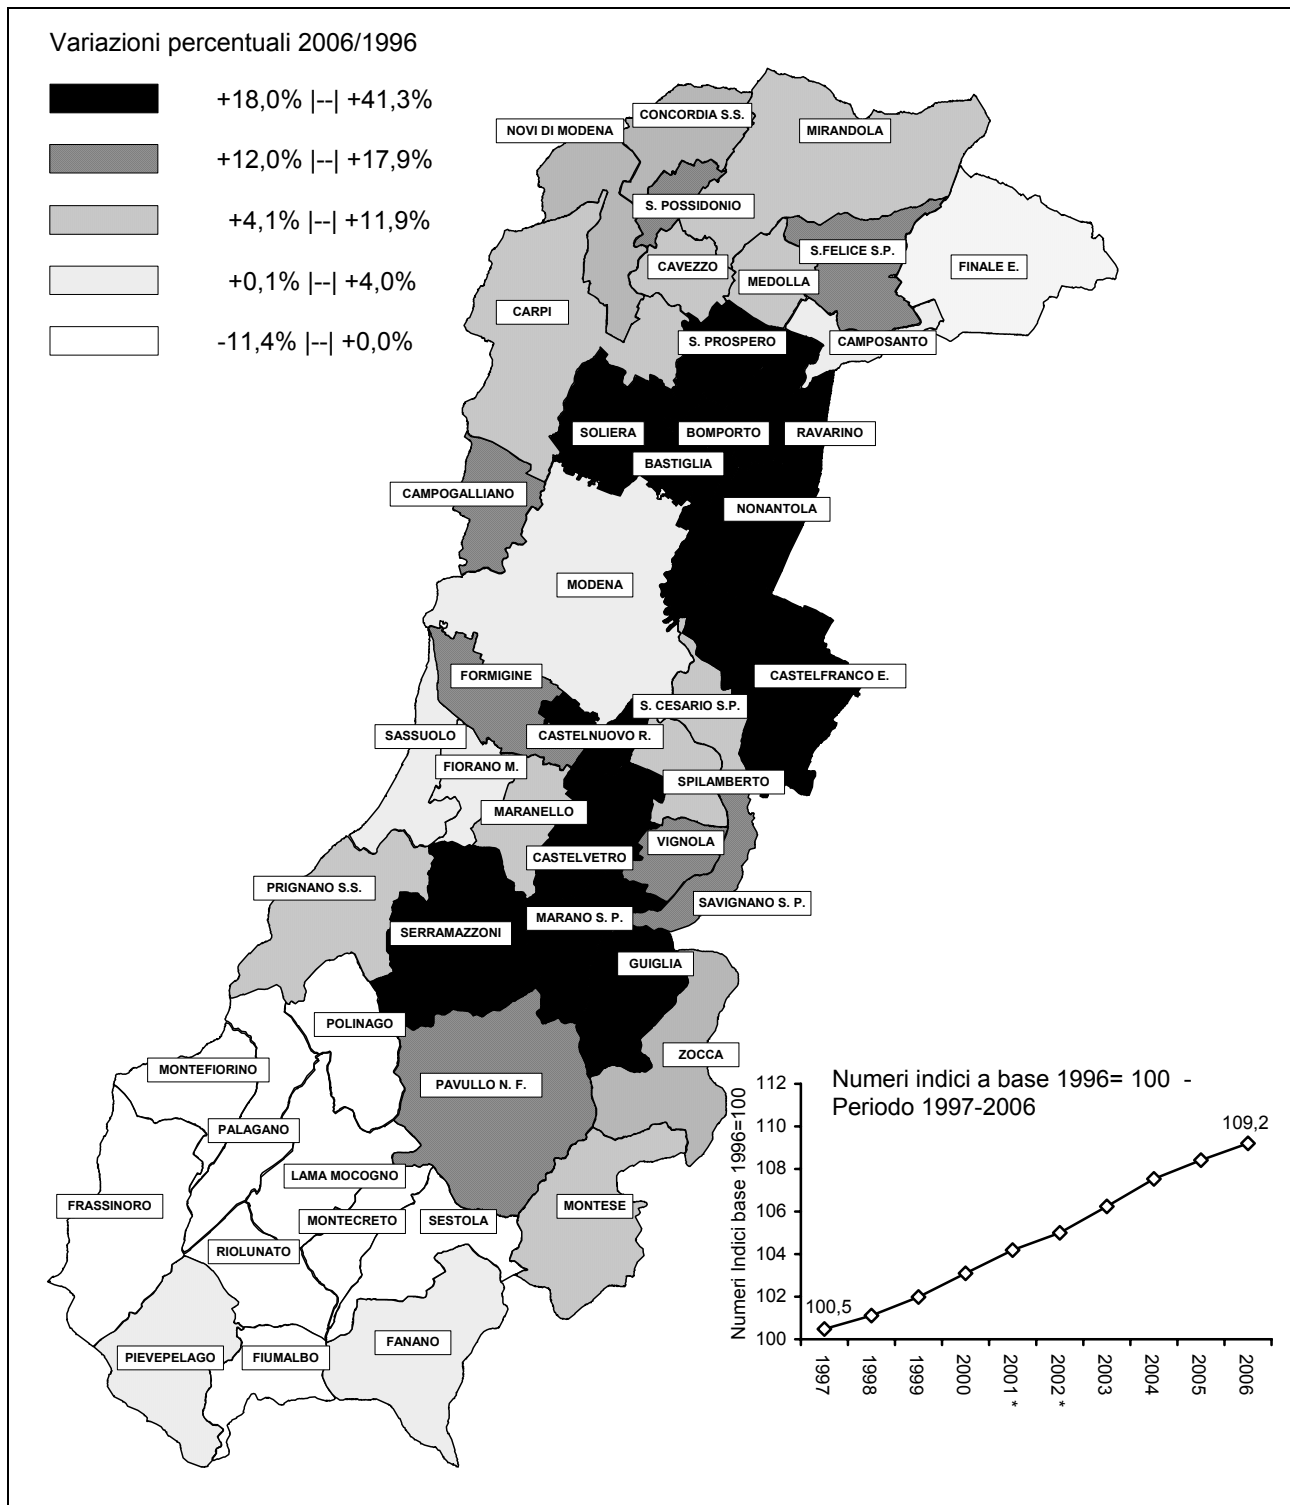 Variazioni percentuali 2006/1996
+18,0% |--| +41,3%
+12,0% |--| +17,9%
+4,1% |--| +11,9%
+0,1% |--| +4,0%
-11,4% |--| +0,0%
CONCORDIA S.S.
NOVI DI MODENA
MIRANDOLA
S. POSSIDONIO
S.FELICE S.P.
CAVEZZO
FINALE E.
MEDOLLA
CARPI
S. PROSPERO
CAMPOSANTO
SOLIERA
BOMPORTO
RAVARINO
BASTIGLIA
CAMPOGALLIANO
NONANTOLA
MODENA
FORMIGINE
CASTELFRANCO E.
S. CESARIO S.P.
SASSUOLO
CASTELNUOVO R.
FIORANO M.
SPILAMBERTO
MARANELLO
VIGNOLA
CASTELVETRO
PRIGNANO S.S.
SAVIGNANO S. P.
MARANO S. P.
SERRAMAZZONI
GUIGLIA
POLINAGO
ZOCCA
MONTEFIORINO
PAVULLO N. F.
PALAGANO
LAMA MOCOGNO
FRASSINORO
MONTESE
MONTECRETO
SESTOLA
RIOLUNATO
FANANO
PIEVEPELAGO
FIUMALBO
Numeri indici a base 1996= 100 -
Periodo 1997-2006
Numeri Indici base 1996=100
112
110
108
106
104
102
100
100,5
109,2
1997
1998
1999
2000
2001 *
2002 *
2003
2004
2005
2006